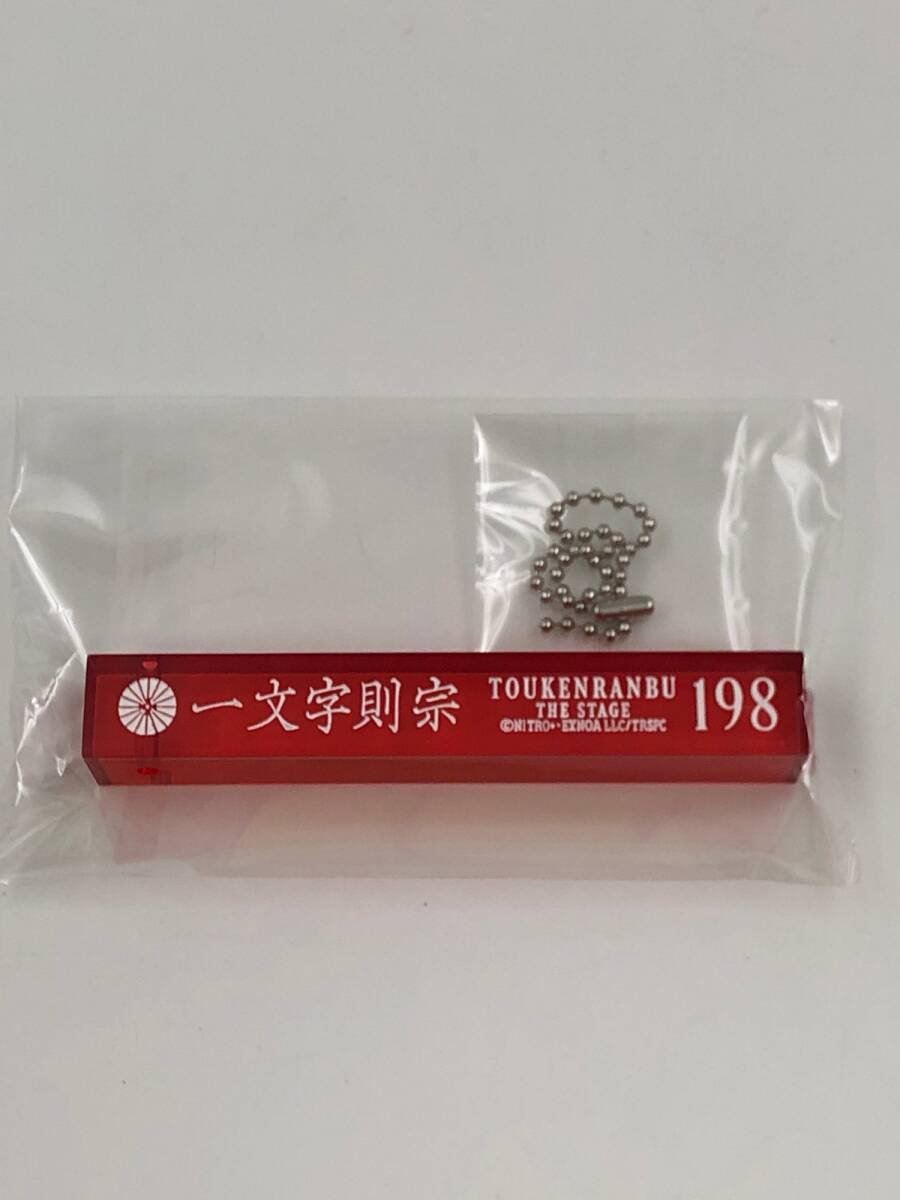 一文字則宗
TOUKENRANBU
THE STAGE
©NITRO+・EXNOA LLC/TRSPC
198